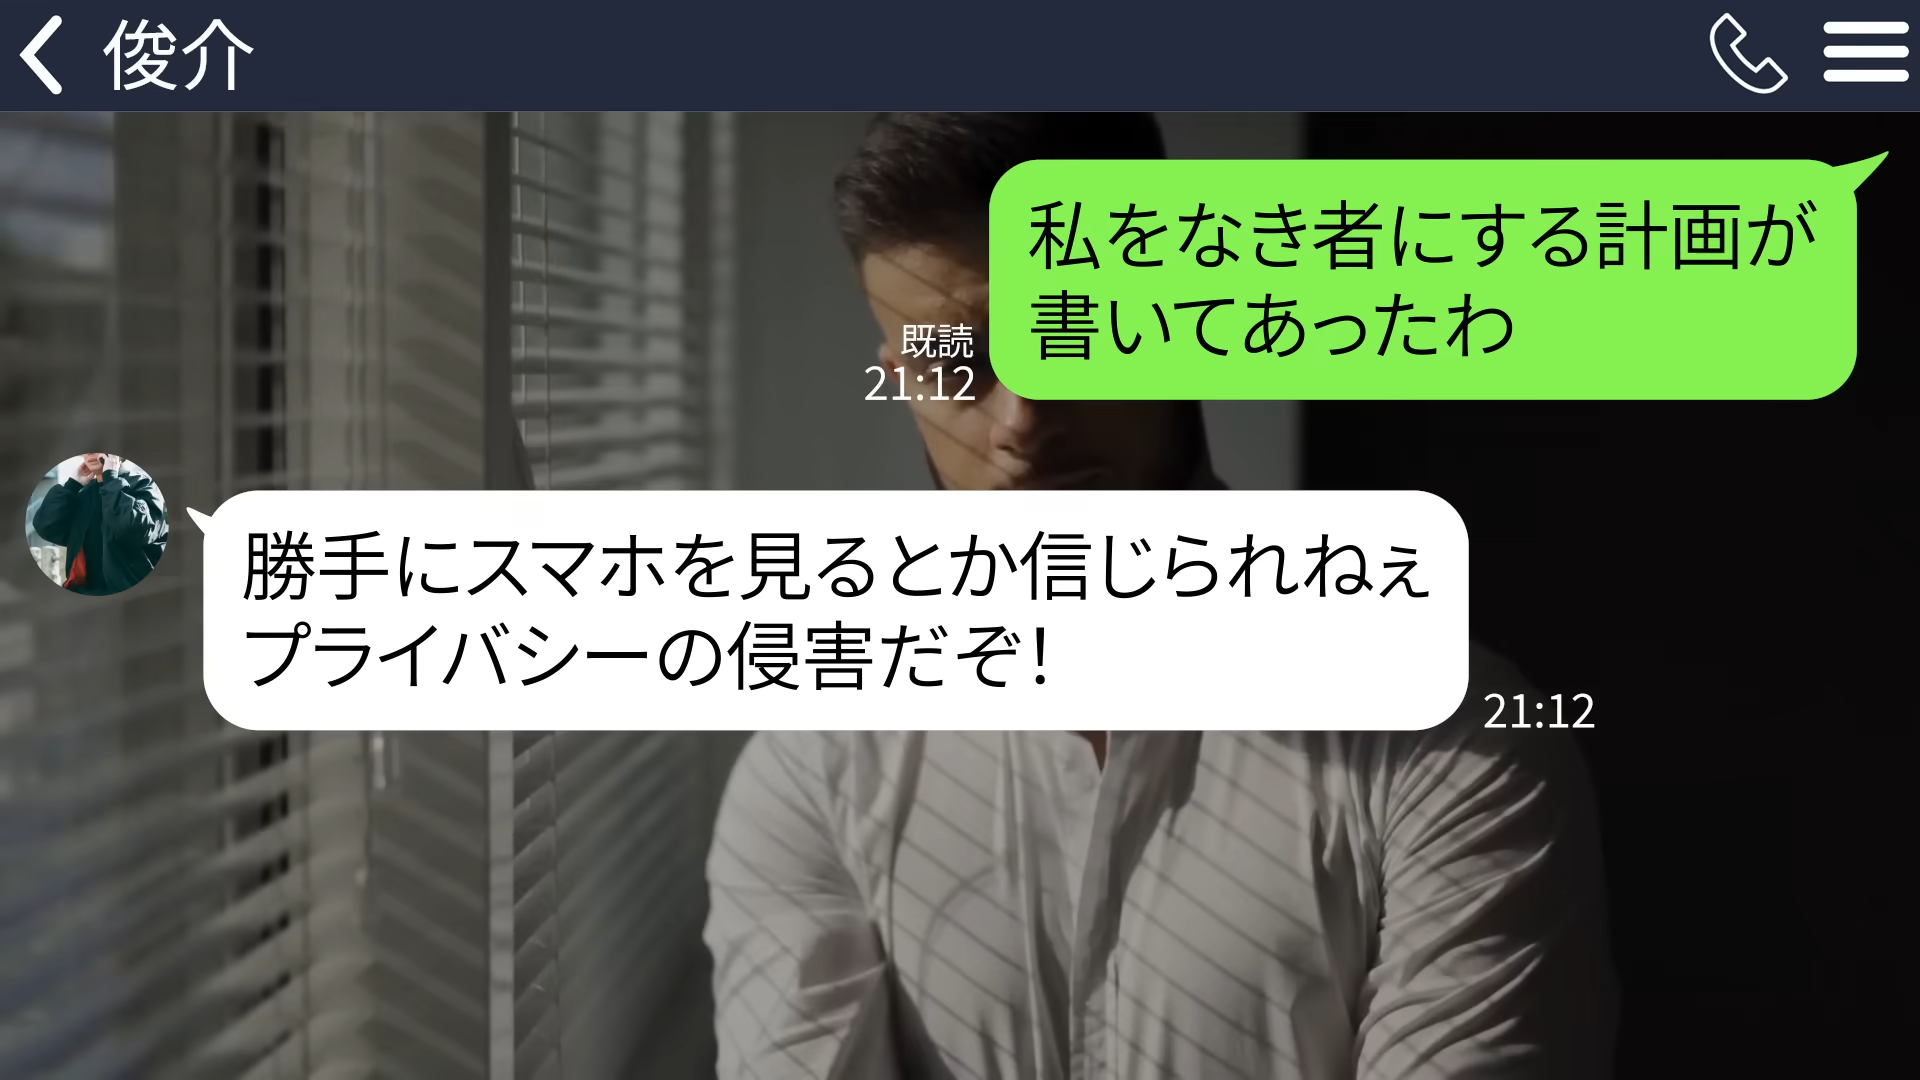 俊介
私をなき者にする計画が
書いてあったわ
既読
21:12
勝手にスマホを見るとか信じられねぇ
プライバシーの侵害だぞ!
21:12